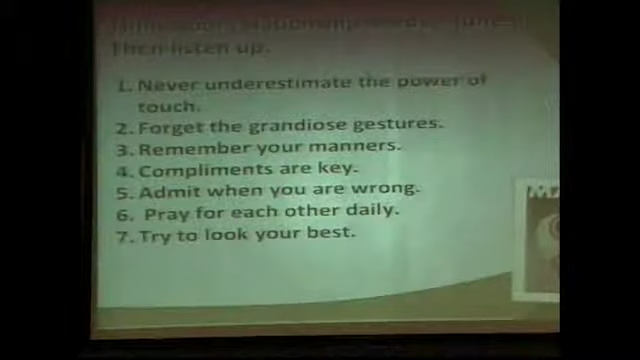 Then listen up.
1. Never underestimate the power of
touch.
2. Forget the grandiose gestures.
3. Remember your manners.
4. Compliments are key.
5. Admit when you are wrong.
6. Pray for each other daily.
7. Try to look your best.